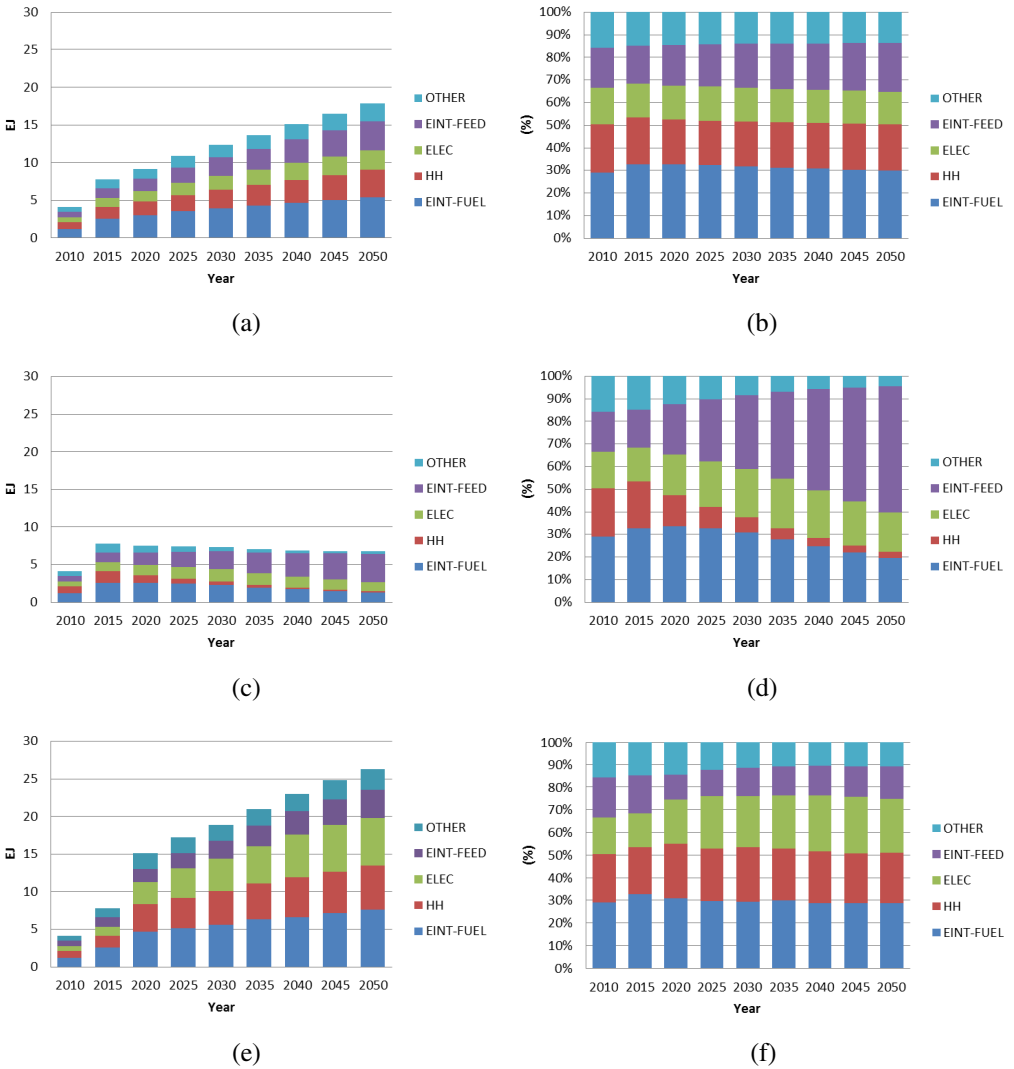 30
25
20
15
10
5
0
EJ
2010 2015 2020 2025 2030 2035 2040 2045 2050
Year
OTHER
EINT-FEED
ELEC
HH
EINT-FUEL
(a)
100%
90%
80%
70%
60%
50%
40%
30%
20%
10%
0%
(%)
2010 2015 2020 2025 2030 2035 2040 2045 2050
Year
OTHER
EINT-FEED
ELEC
HH
EINT-FUEL
(b)
30
25
20
15
10
5
0
EJ
2010 2015 2020 2025 2030 2035 2040 2045 2050
Year
OTHER
EINT-FEED
ELEC
HH
EINT-FUEL
(c)
100%
90%
80%
70%
60%
50%
40%
30%
20%
10%
0%
(%)
2010 2015 2020 2025 2030 2035 2040 2045 2050
Year
OTHER
EINT-FEED
ELEC
HH
EINT-FUEL
(d)
30
25
20
15
10
5
0
EJ
2010 2015 2020 2025 2030 2035 2040 2045 2050
Year
OTHER
EINT-FEED
ELEC
HH
EINT-FUEL
(e)
100%
90%
80%
70%
60%
50%
40%
30%
20%
10%
0%
(%)
2010 2015 2020 2025 2030 2035 2040 2045 2050
Year
OTHER
EINT-FEED
ELEC
HH
EINT-FUEL
(f)